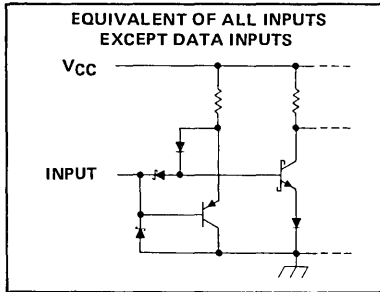 EQUIVALENT OF ALL INPUTS
EXCEPT DATA INPUTS
VCC
INPUT